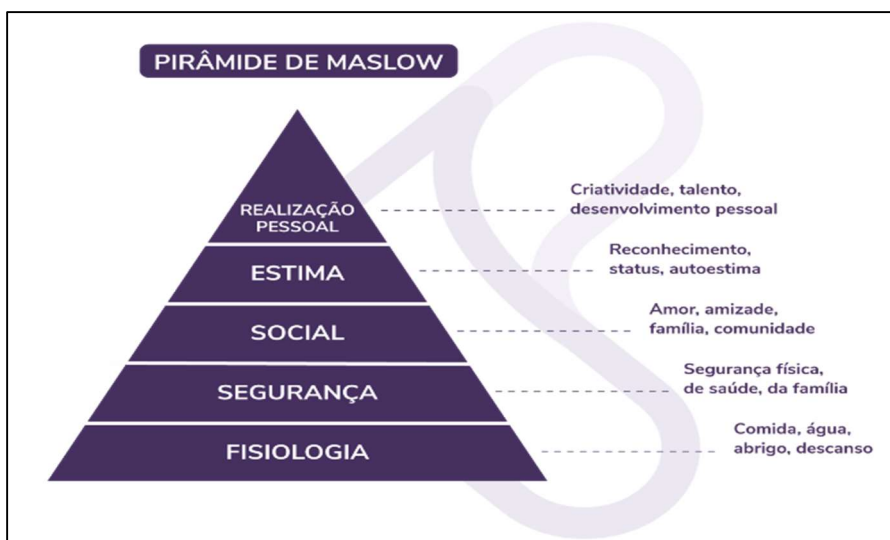 PIRÂMIDE DE MASLOW
REALIZAÇÃO
PESSOAL
Criatividade, talento,
desenvolvimento pessoal
ESTIMA
Reconhecimento,
status, autoestima
SOCIAL
Amor, amizade,
família, comunidade
SEGURANÇA
Segurança física,
de saúde, da família
FISIOLOGIA
Comida, água,
abrigo, descanso